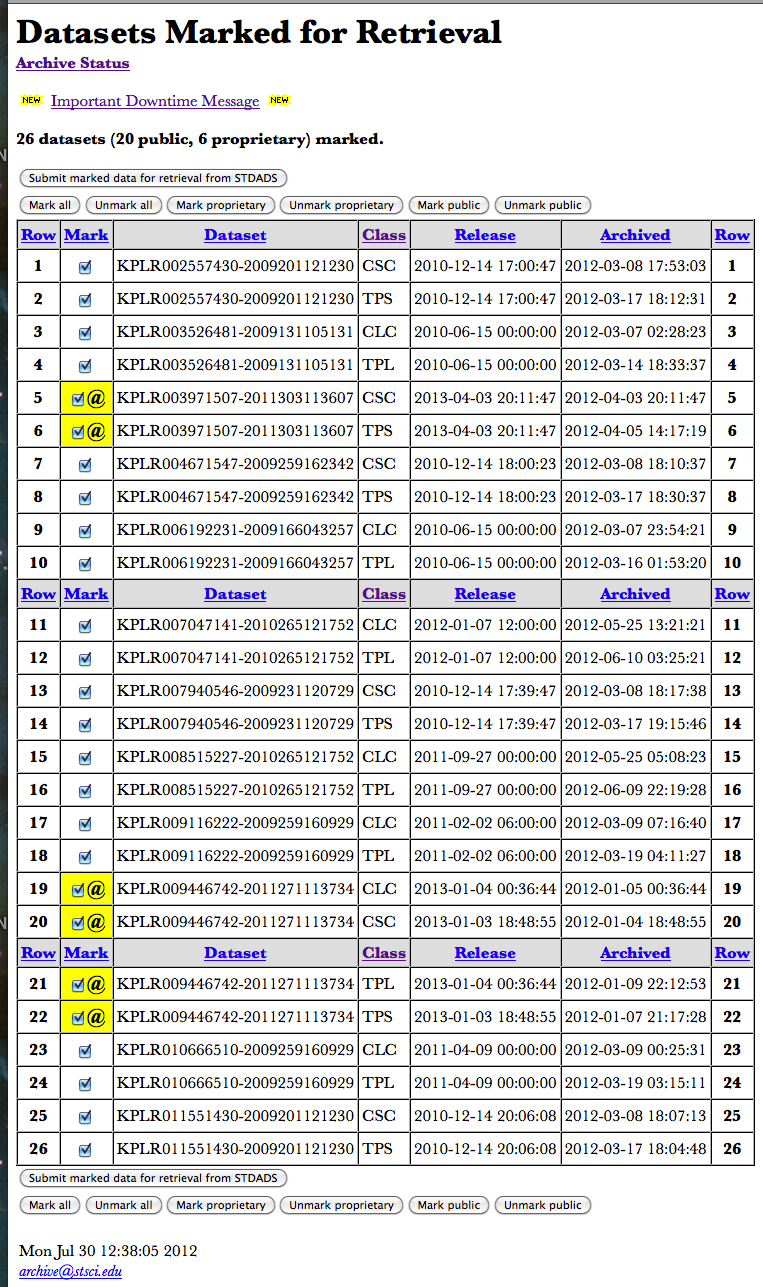 Datasets Marked for Retrieval
Archive Status
NEW Important Downtime Message NEW
26 datasets (20 public, 6 proprietary) marked.
Submit marked data for retrieval from STDADS
Mark all Unmark all Mark proprietary Unmark proprietary Mark public Unmark public
Row Mark Dataset Class Release Archived Row
1 KPLR002557430-2009201121230 CSC 2010-12-14 17:00:47 2012-03-08 17:53:03 1
2 KPLR002557430-2009201121230 TPS 2010-12-14 17:00:47 2012-03-17 18:12:31 2
3 KPLR003526481-2009131105131 CLC 2010-06-15 00:00:00 2012-03-07 02:28:23 3
4 KPLR003526481-2009131105131 TPL 2010-06-15 00:00:00 2012-03-14 18:33:37 4
5 @ KPLR003971507-2011303113607 CSC 2013-04-03 20:11:47 2012-04-03 20:11:47 5
6 @ KPLR003971507-2011303113607 TPS 2013-04-03 20:11:47 2012-04-05 14:17:19 6
7 KPLR004671547-2009259162342 CSC 2010-12-14 18:00:23 2012-03-08 18:10:37 7
8 KPLR004671547-2009259162342 TPS 2010-12-14 18:00:23 2012-03-17 18:30:37 8
9 KPLR006192231-2009166043257 CLC 2010-06-15 00:00:00 2012-03-07 23:54:21 9
10 KPLR006192231-2009166043257 TPL 2010-06-15 00:00:00 2012-03-16 01:53:20 10
Row Mark Dataset Class Release Archived Row
11 KPLR007047141-2010265121752 CLC 2012-01-07 12:00:00 2012-05-25 13:21:21 11
12 KPLR007047141-2010265121752 TPL 2012-01-07 12:00:00 2012-06-10 03:25:21 12
13 KPLR007940546-2009231120729 CSC 2010-12-14 17:39:47 2012-03-08 18:17:38 13
14 KPLR007940546-2009231120729 TPS 2010-12-14 17:39:47 2012-03-17 19:15:46 14
15 KPLR008515227-2010265121752 CLC 2011-09-27 00:00:00 2012-05-25 05:08:23 15
16 KPLR008515227-2010265121752 TPL 2011-09-27 00:00:00 2012-06-09 22:19:28 16
17 KPLR009116222-2009259160929 CLC 2011-02-02 06:00:00 2012-03-09 07:16:40 17
18 KPLR009116222-2009259160929 TPL 2011-02-02 06:00:00 2012-03-19 04:11:27 18
19 @ KPLR009446742-2011271113734 CLC 2013-01-04 00:36:44 2012-01-05 00:36:44 19
20 @ KPLR009446742-2011271113734 CSC 2013-01-03 18:48:55 2012-01-04 18:48:55 20
Row Mark Dataset Class Release Archived Row
21 @ KPLR009446742-2011271113734 TPL 2013-01-04 00:36:44 2012-01-09 22:12:53 21
22 @ KPLR009446742-2011271113734 TPS 2013-01-03 18:48:55 2012-01-07 21:17:28 22
23 KPLR010666510-2009259160929 CLC 2011-04-09 00:00:00 2012-03-09 00:25:31 23
24 KPLR010666510-2009259160929 TPL 2011-04-09 00:00:00 2012-03-19 03:15:11 24
25 KPLR011551430-2009201121230 CSC 2010-12-14 20:06:08 2012-03-08 18:07:13 25
26 KPLR011551430-2009201121230 TPS 2010-12-14 20:06:08 2012-03-17 18:04:48 26
Submit marked data for retrieval from STDADS
Mark all Unmark all Mark proprietary Unmark proprietary Mark public Unmark public
Mon Jul 30 12:38:05 2012
archive@stsci.edu